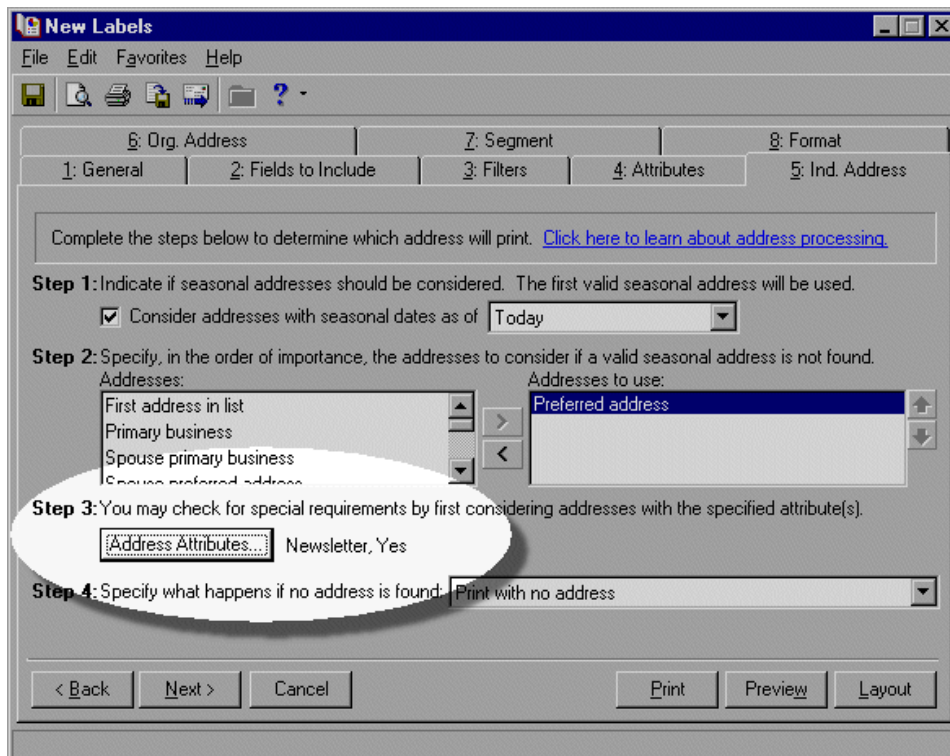 New Labels
File Edit Favorites Help
?
6: Org. Address 7: Segment 8: Format
1: General 2: Fields to Include 3: Filters 4: Attributes 5: Ind. Address
Complete the steps below to determine which address will print. Click here to learn about address processing.
Step 1: Indicate if seasonal addresses should be considered. The first valid seasonal address will be used.
Consider addresses with seasonal dates as of Today
Step 2: Specify, in the order of importance, the addresses to consider if a valid seasonal address is not found.
Addresses: Addresses to use:
First address in list Preferred address
Primary business >
Spouse primary business <
Spouse preferred address
Step 3: You may check for special requirements by first considering addresses with the specified attribute(s).
Address Attributes... Newsletter, Yes
Step 4: Specify what happens if no address is found: Print with no address
< Back Next > Cancel Print Preview Layout